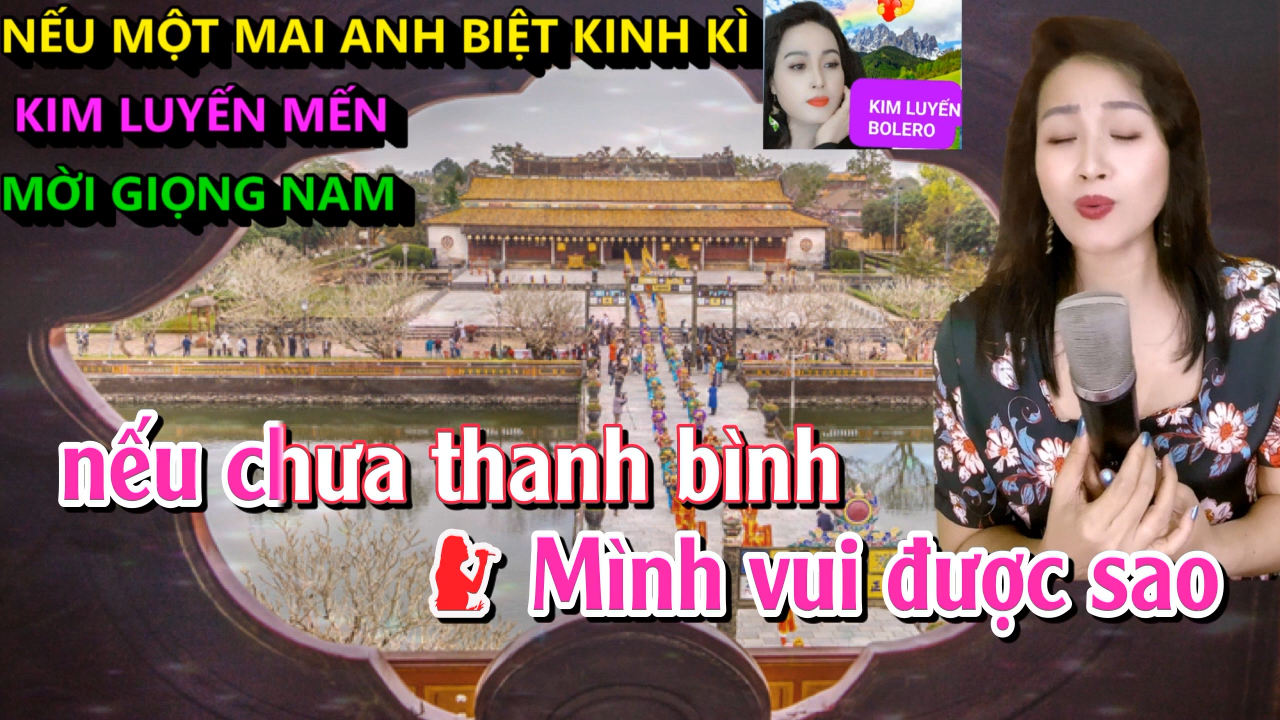 NẾU MỘT MAI ANH BIỆT KINH KÌ
KIM LUYẾN MẾN
MỜI GIỌNG NAM
KIM LUYẾN
BOLERO
nếu chưa thanh bình
Mình vui được sao